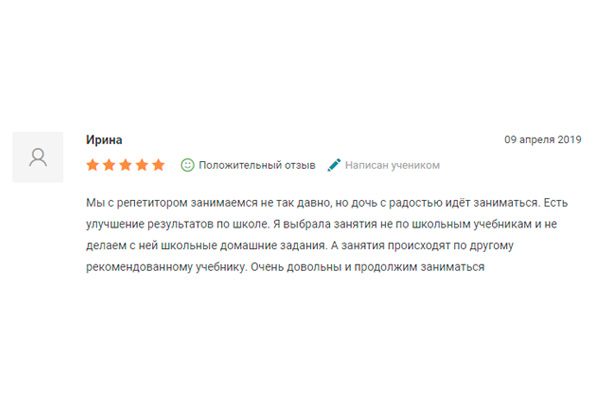 Ирина
09 апреля 2019
Положительный отзыв
Написан учеником
Мы с репетитором занимаемся не так давно, но дочь с радостью идёт заниматься. Есть
улучшение результатов по школе. Я выбрала занятия не по школьным учебникам и не
делаем с ней школьные домашние задания. А занятия происходят по другому
рекомендованному учебнику. Очень довольны и продолжим заниматься